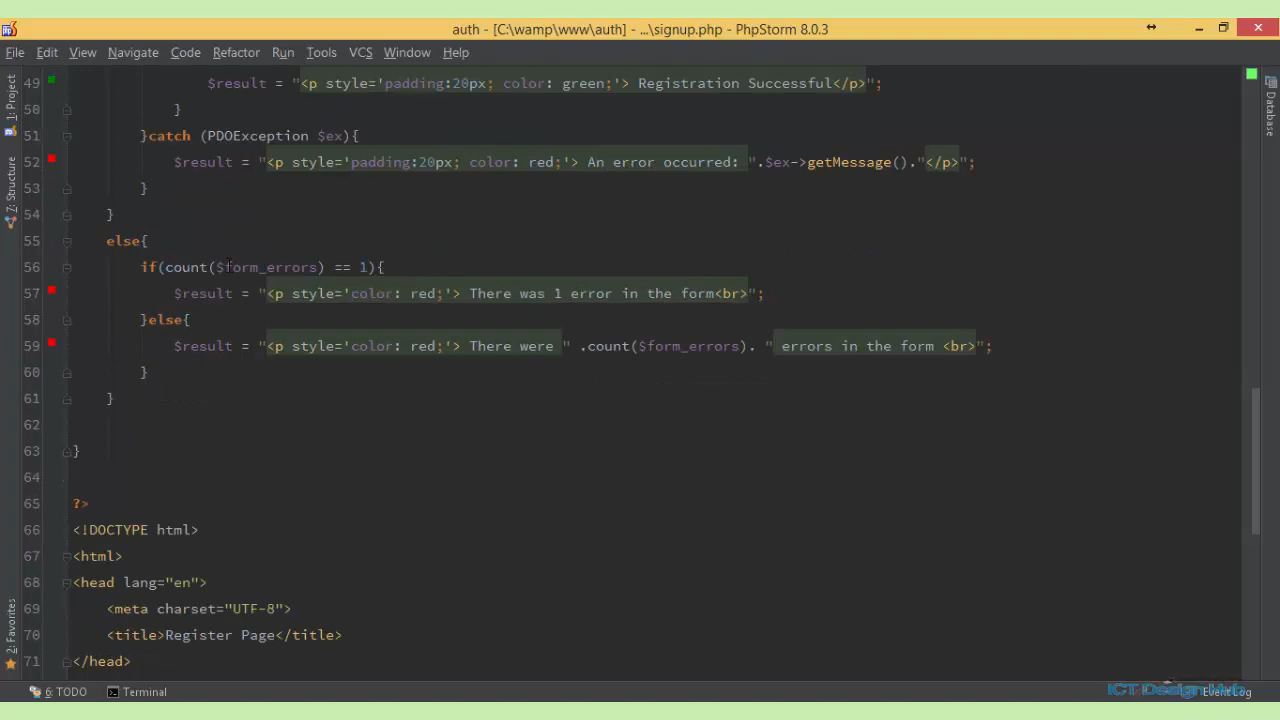 auth - [C:\wamp\www\auth] - ...\signup.php - PhpStorm 8.0.3
File Edit View Navigate Code Refactor Run Tools VCS Window Help
1: Project
7: Structure
2: Favorites
Database
49 $result = "<p style='padding:20px; color: green;'> Registration Successful</p>";
50 }
51 }catch (PDOException $ex){
52 $result = "<p style='padding:20px; color: red;'> An error occurred: ".$ex->getMessage()."</p>";
53 }
54 }
55 else{
56 if(count($form_errors) == 1){
57 $result = "<p style='color: red;'> There was 1 error in the form<br>";
58 }else{
59 $result = "<p style='color: red;'> There were " .count($form_errors). " errors in the form <br>";
60 }
61 }
62
63 }
64
65 ?>
66 <!DOCTYPE html>
67 <html>
68 <head lang="en">
69 <meta charset="UTF-8">
70 <title>Register Page</title>
71 </head>
6: TODO Terminal
ICT Design Hub
Event Log